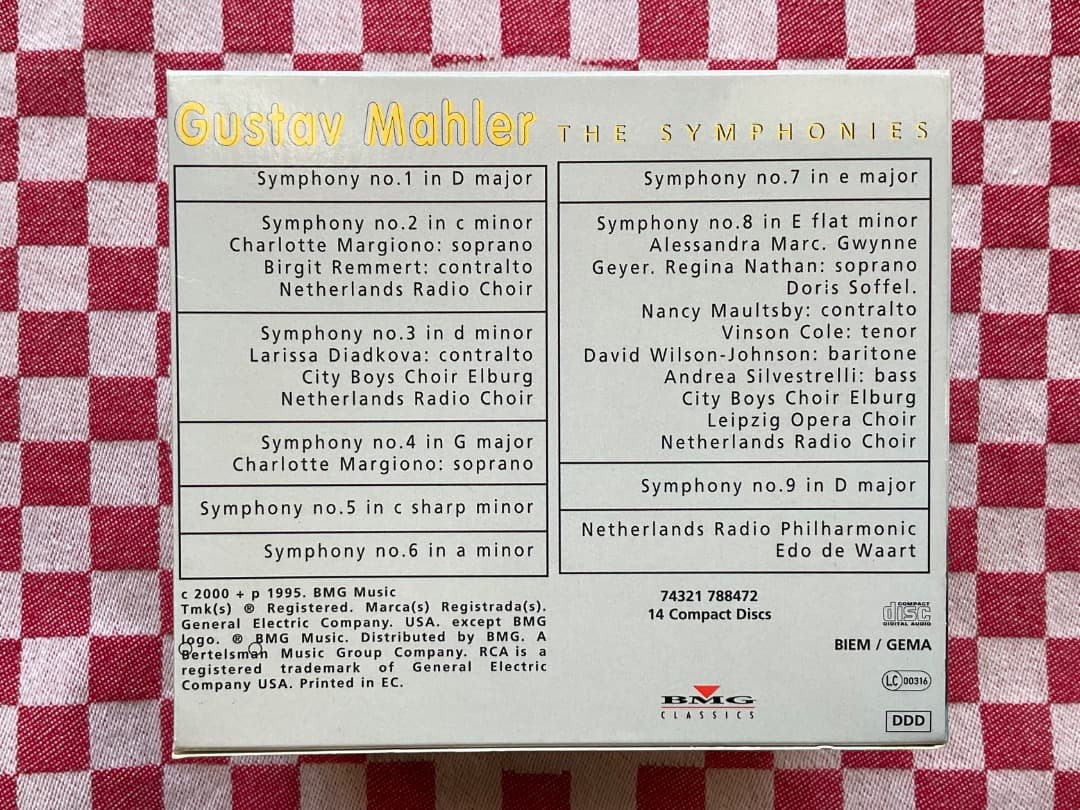 Gustav Mahler THE SYMPHONIES
Symphony no.1 in D major
Symphony no.2 in c minor
Charlotte Margiono: soprano
Birgit Remmert: contralto
Netherlands Radio Choir
Symphony no.3 in d minor
Larissa Diadkova: contralto
City Boys Choir Elburg
Netherlands Radio Choir
Symphony no.4 in G major
Charlotte Margiono: soprano
Symphony no.5 in c sharp minor
Symphony no.6 in a minor
Symphony no.7 in e major
Symphony no.8 in E flat minor
Alessandra Marc. Gwynne
Geyer. Regina Nathan: soprano
Doris Soffel.
Nancy Maultsby: contralto
Vinson Cole: tenor
David Wilson-Johnson: baritone
Andrea Silvestrelli: bass
City Boys Choir Elburg
Leipzig Opera Choir
Netherlands Radio Choir
Symphony no.9 in D major
Netherlands Radio Philharmonic
Edo de Waart
c 2000 + p 1995. BMG Music
Tmk(s) ® Registered. Marca(s) Registrada(s).
General Electric Company. USA. except BMG
logo. ® BMG Music. Distributed by BMG. A
Bertelsman Music Group Company. RCA is a
registered trademark of General Electric
Company USA. Printed in EC.
74321 788472
14 Compact Discs
COMPACT
disc
DIGITAL AUDIO
BIEM / GEMA
LC 00316
BMG
CLASSICS
DDD